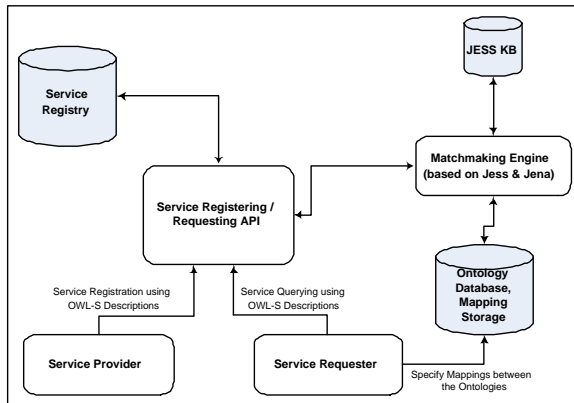 JESS KB
Service
Registry
Matchmaking Engine
(based on Jess & Jena)
Service Registering /
Requesting API
Ontology
Database,
Mapping
Storage
Service Registration using
OWL-S Descriptions
Service Querying using
OWL-S Descriptions
Service Provider
Service Requester
Specify Mappings between
the Ontologies